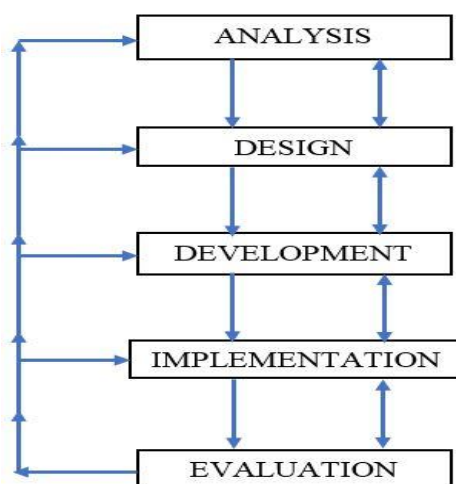 ANALYSIS
DESIGN
DEVELOPMENT
IMPLEMENTATION
EVALUATION